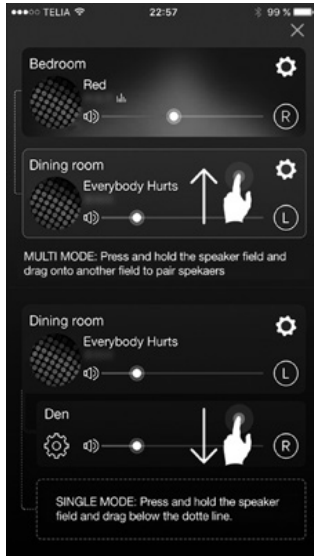 TELIA 22:57 99 %
Bedroom
Red
R
Dining room
Everybody Hurts
L
MULTI MODE: Press and hold the speaker field and
drag onto another field to pair spekaers
Dining room
Everybody Hurts
L
Den
R
SINGLE MODE: Press and hold the speaker
field and drag below the dotte line.